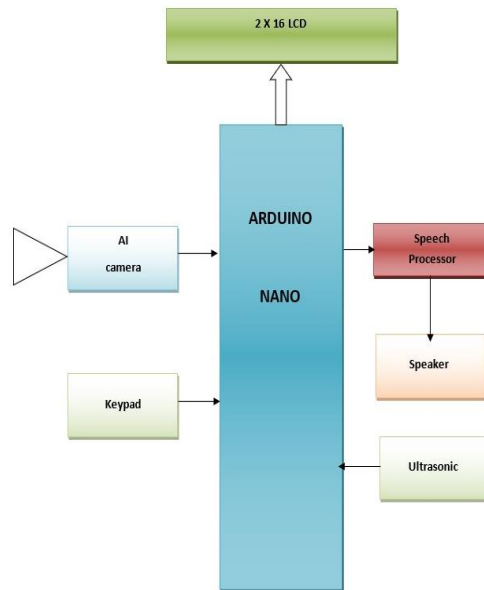 2 X 16 LCD
ARDUINO
NANO
AI
camera
Speech
Processor
Speaker
Keypad
Ultrasonic